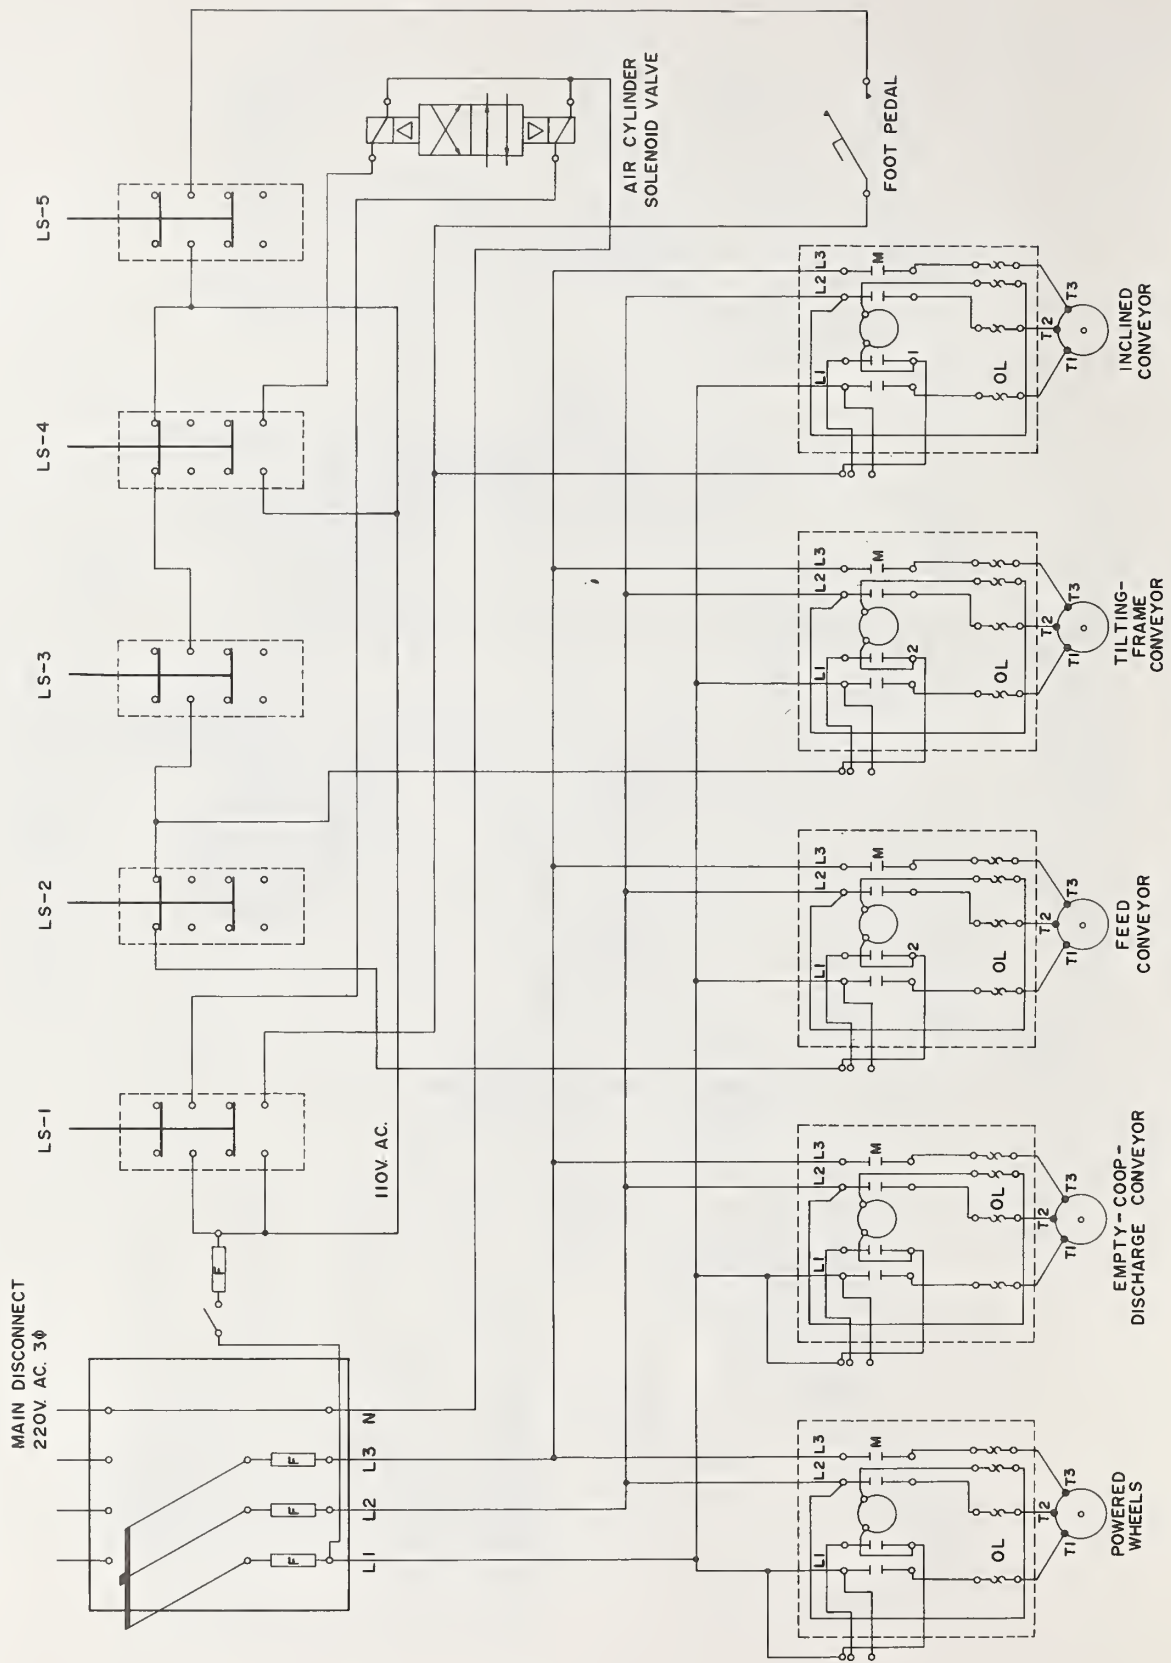 LS-1
LS-2
LS-3
LS-4
LS-5
MAIN DISCONNECT
220V. AC. 3ϕ
F
F
F
F
L1
L2
L3
N
110V. AC.
AIR CYLINDER
SOLENOID VALVE
FOOT PEDAL
L1
L2
L3
M
OL
T1
T2
T3
POWERED
WHEELS
L1
L2
L3
M
OL
T1
T2
T3
EMPTY-COOP-
DISCHARGE CONVEYOR
L1
L2
L3
M
2
OL
T1
T2
T3
FEED
CONVEYOR
L1
L2
L3
M
2
OL
T1
T2
T3
TILTING-
FRAME
CONVEYOR
L1
L2
L3
M
1
OL
T1
T2
T3
INCLINED
CONVEYOR